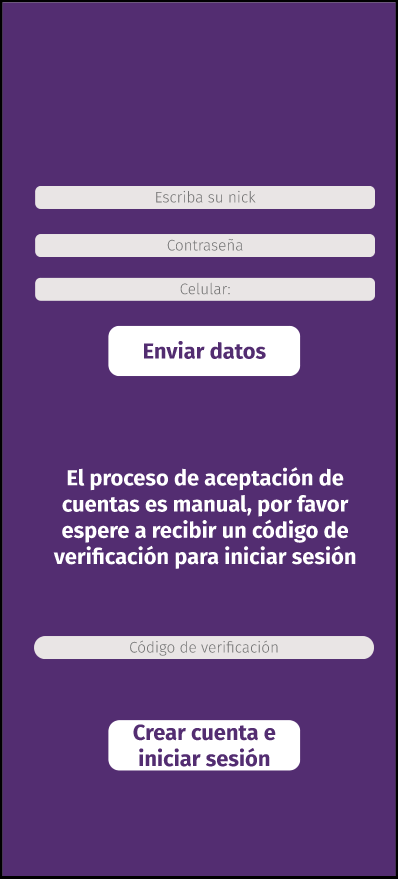 Escriba su nick
Contraseña
Celular:
Enviar datos
El proceso de aceptación de
cuentas es manual, por favor
espere a recibir un código de
verificación para iniciar sesión
Código de verificación
Crear cuenta e
iniciar sesión